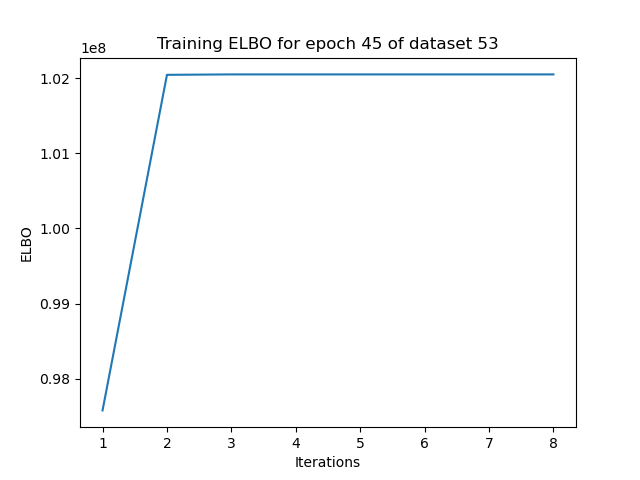 Training ELBO for epoch 45 of dataset 53
1e8
1.02
1.01
1.00
0.99
0.98
ELBO
1 2 3 4 5 6 7 8
Iterations